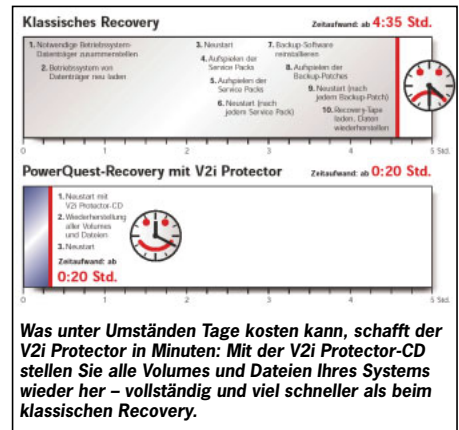 Klassisches Recovery
Zeitaufwand: ab 4:35 Std.
1. Notwendige Betriebssystem-
Datenträger zusammenstellen
2. Betriebssystem von
Datenträger neu laden
3. Neustart
4. Aufspielen der
Service Packs
5. Aufspielen der
Service Packs
6. Neustart (nach
jedem Service Pack)
7. Backup-Software
reinstallieren
8. Aufspielen der
Backup-Patches
9. Neustart (nach
jedem Backup-Patch)
10. Recovery-Tape
laden, Daten
wiederherstellen
0 1 2 3 4 5 Std.
PowerQuest-Recovery mit V2i Protector
Zeitaufwand: ab 0:20 Std.
1. Neustart mit
V2i Protector-CD
2. Wiederherstellung
aller Volumes
und Dateien
3. Neustart
Zeitaufwand: ab
0:20 Std.
0 1 2 3 4 5 Std.
Was unter Umständen Tage kosten kann, schafft der
V2i Protector in Minuten: Mit der V2i Protector-CD
stellen Sie alle Volumes und Dateien Ihres Systems
wieder her – vollständig und viel schneller als beim
klassischen Recovery.